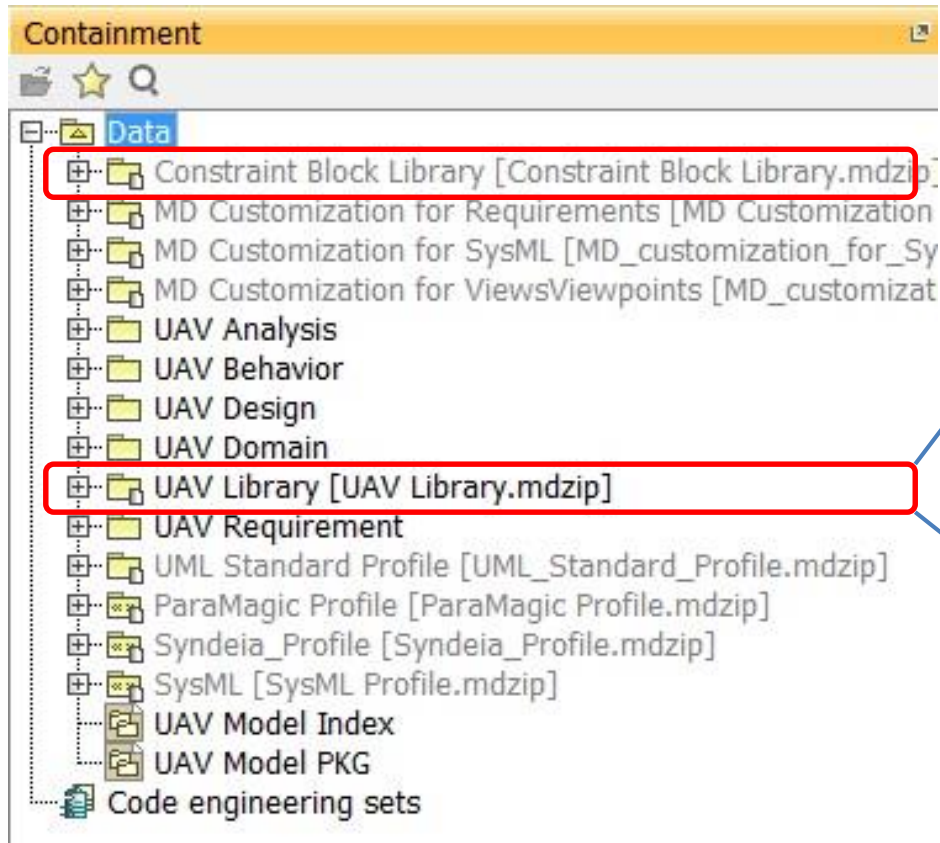 Containment
Data
Constraint Block Library [Constraint Block Library.mdzip]
MD Customization for Requirements [MD Customization
MD Customization for SysML [MD_customization_for_Sy
MD Customization for ViewsViewpoints [MD_customizat
UAV Analysis
UAV Behavior
UAV Design
UAV Domain
UAV Library [UAV Library.mdzip]
UAV Requirement
UML Standard Profile [UML_Standard_Profile.mdzip]
ParaMagic Profile [ParaMagic Profile.mdzip]
Syndeia_Profile [Syndeia_Profile.mdzip]
SysML [SysML Profile.mdzip]
UAV Model Index
UAV Model PKG
Code engineering sets